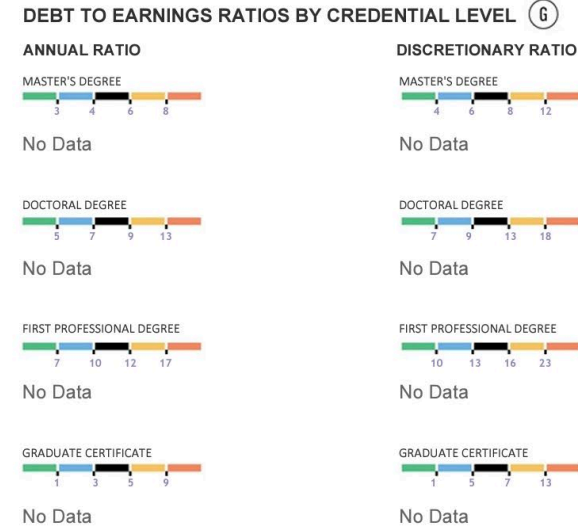 DEBT TO EARNINGS RATIOS BY CREDENTIAL LEVEL G
ANNUAL RATIO
DISCRETIONARY RATIO
MASTER'S DEGREE
MASTER'S DEGREE
3 4 6 8
4 6 8 12
No Data
No Data
DOCTORAL DEGREE
DOCTORAL DEGREE
5 7 9 13
7 9 13 18
No Data
No Data
FIRST PROFESSIONAL DEGREE
FIRST PROFESSIONAL DEGREE
7 10 12 17
10 13 16 23
No Data
No Data
GRADUATE CERTIFICATE
GRADUATE CERTIFICATE
1 3 5 9
1 5 7 13
No Data
No Data